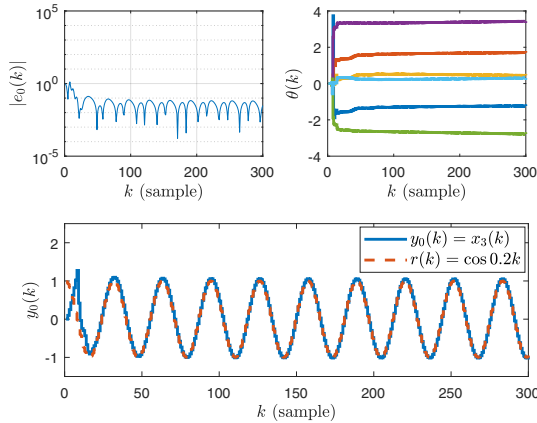 10^5
10^0
10^-5
|e_0(k)|
0 100 200 300
k (sample)
4
2
0
-2
-4
θ(k)
0 100 200 300
k (sample)
1
0
-1
y_0(k)
y_0(k) = x_3(k)
r(k) = cos 0.2k
0 50 100 150 200 250 300
k (sample)